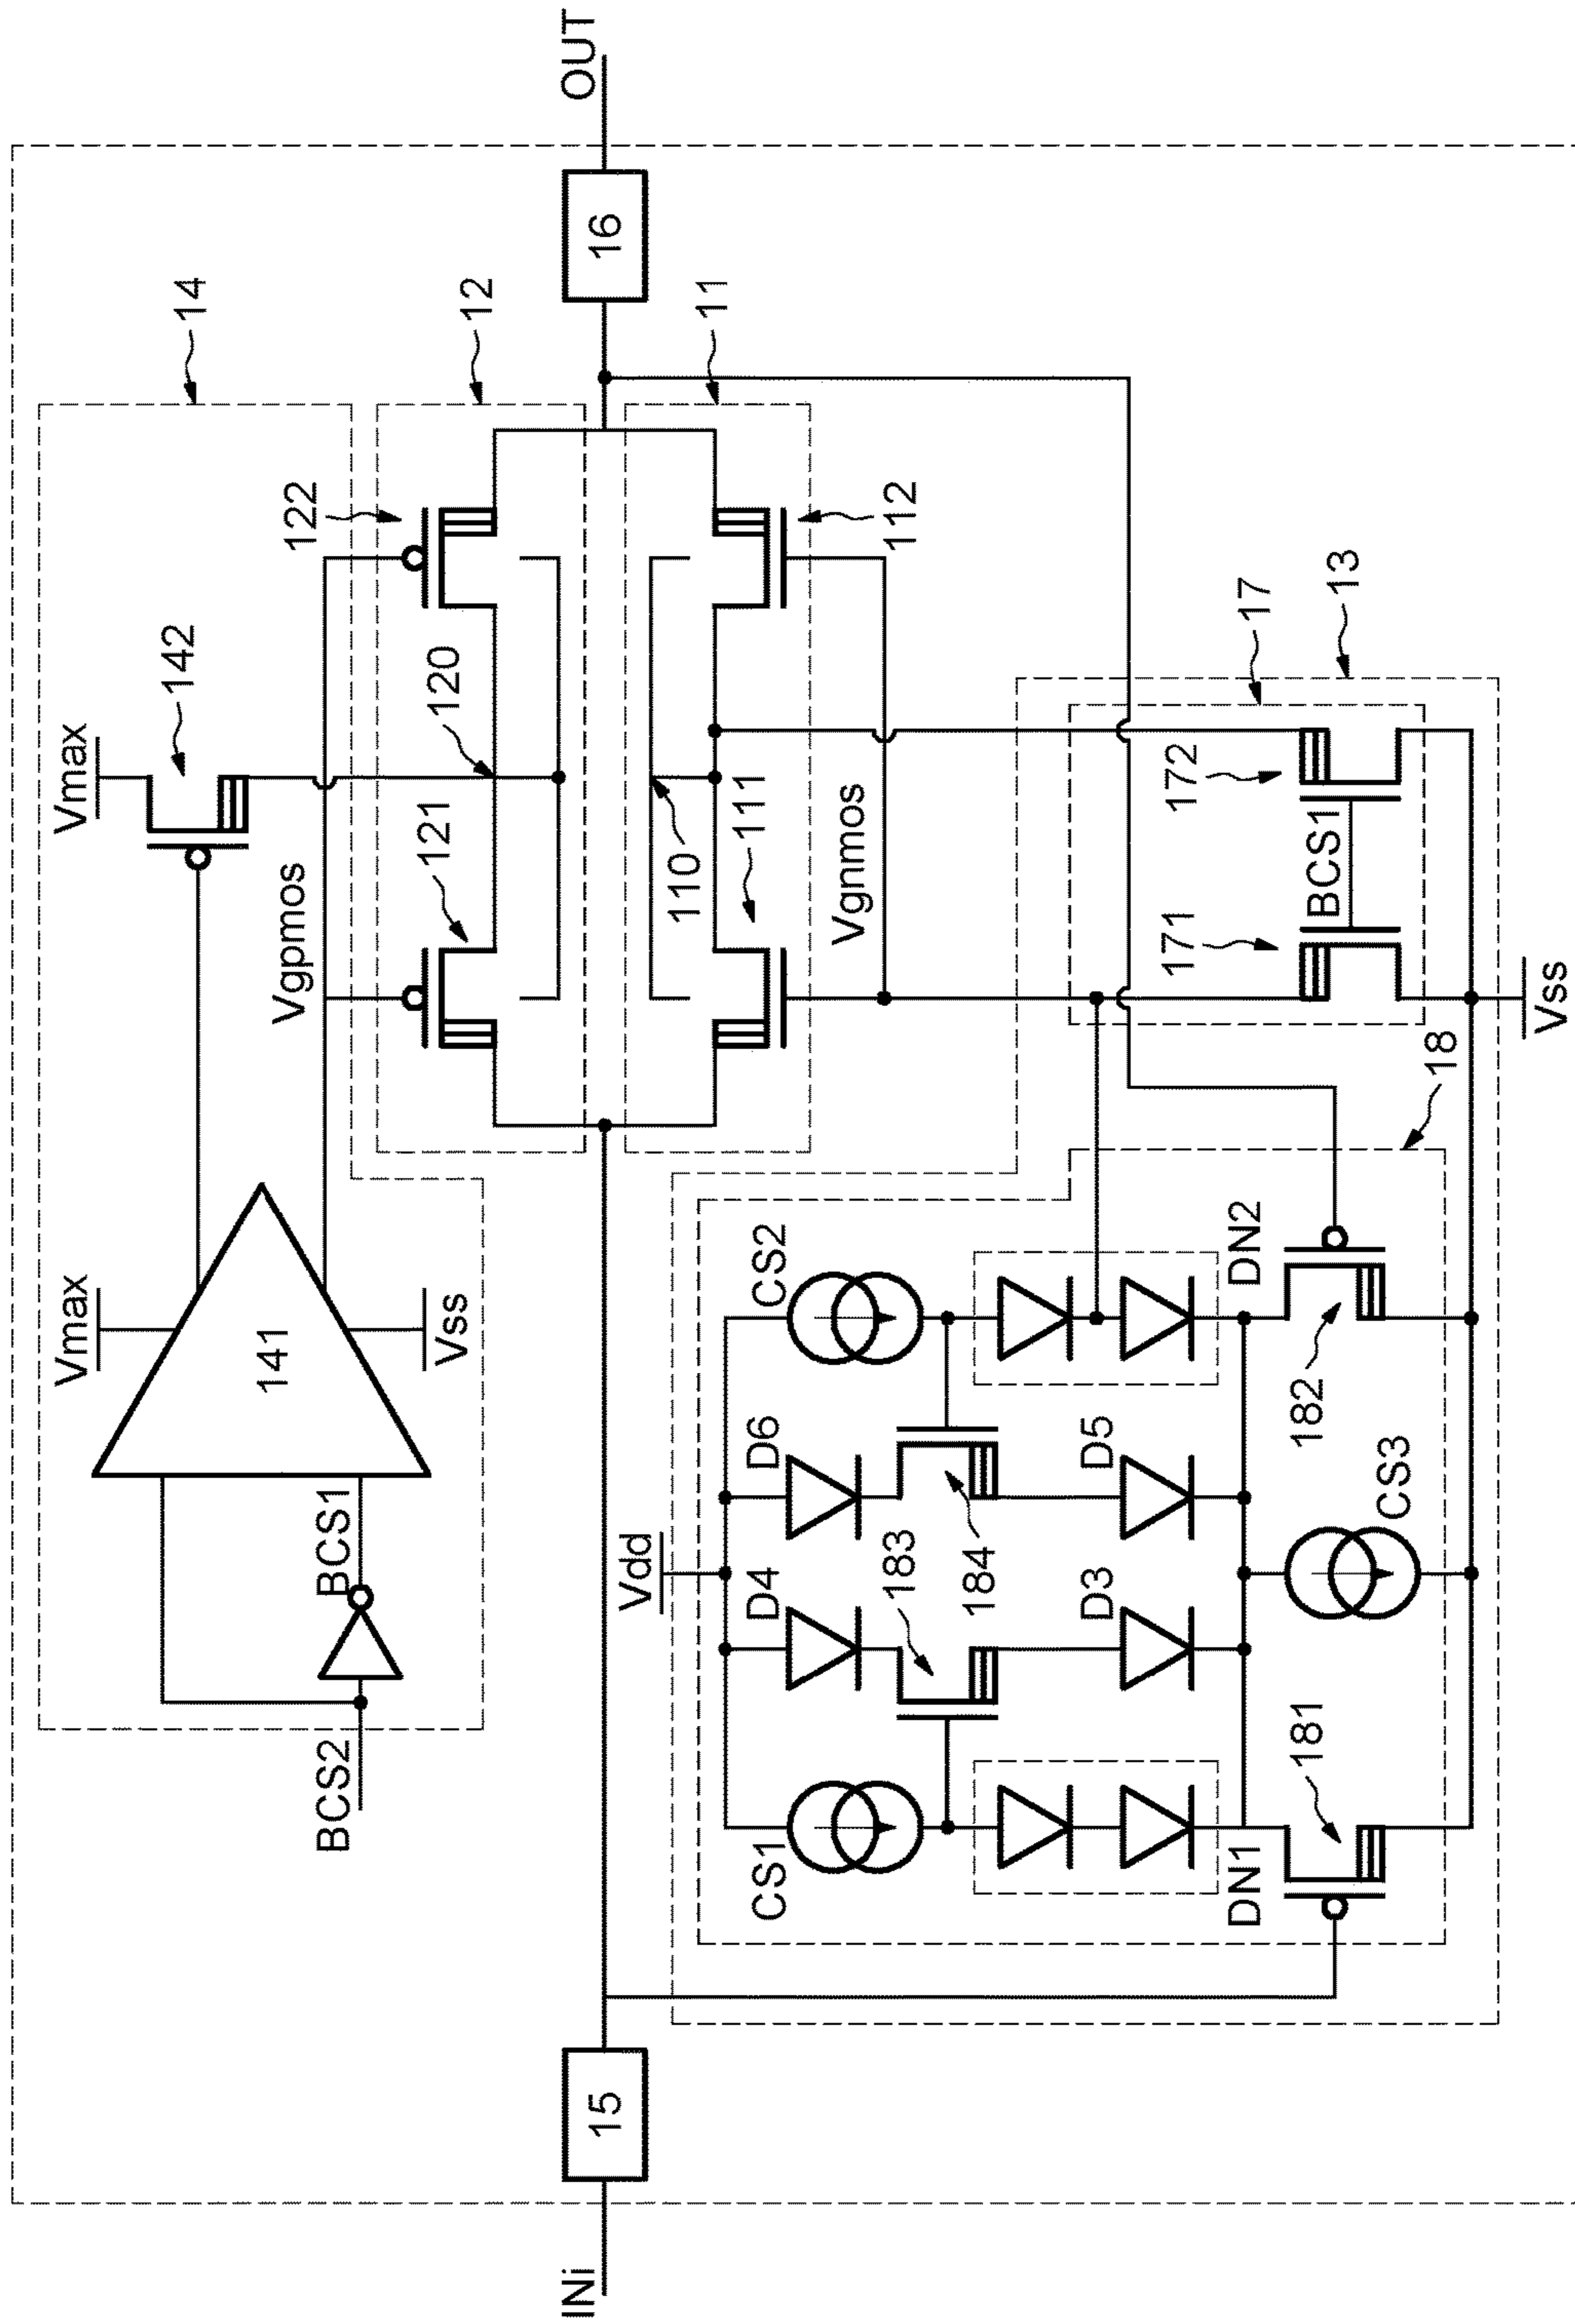 Vmax
Vmax
142
14
141
BCS2
BCS1
Vss
Vgpmos
122
12
121
120
INi
15
16
OUT
11
110
111
112
Vgnmos
Vdd
CS1
D4
D6
CS2
183
184
D3
D5
DN1
DN2
181
182
CS3
18
171
BCS1
172
17
13
Vss